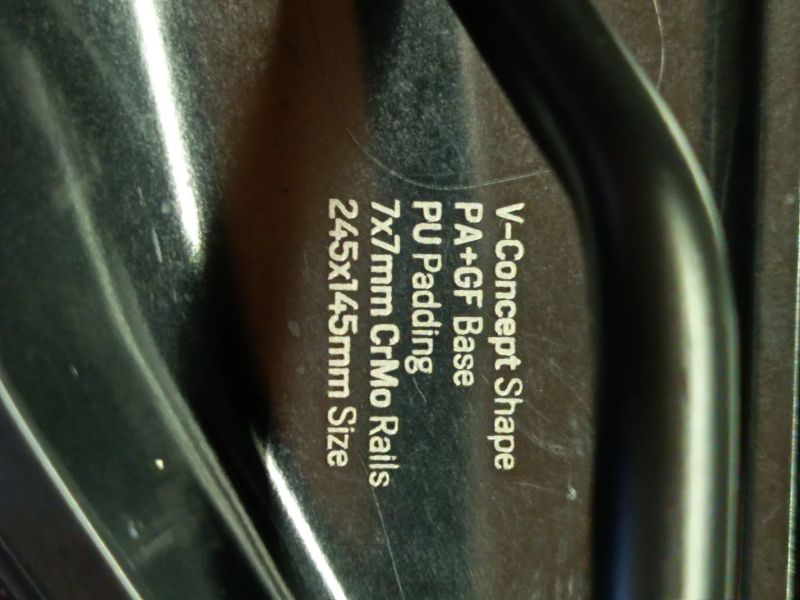 V-Concept Shape
PA+GF Base
PU Padding
7x7mm CrMo Rails
245x145mm Size